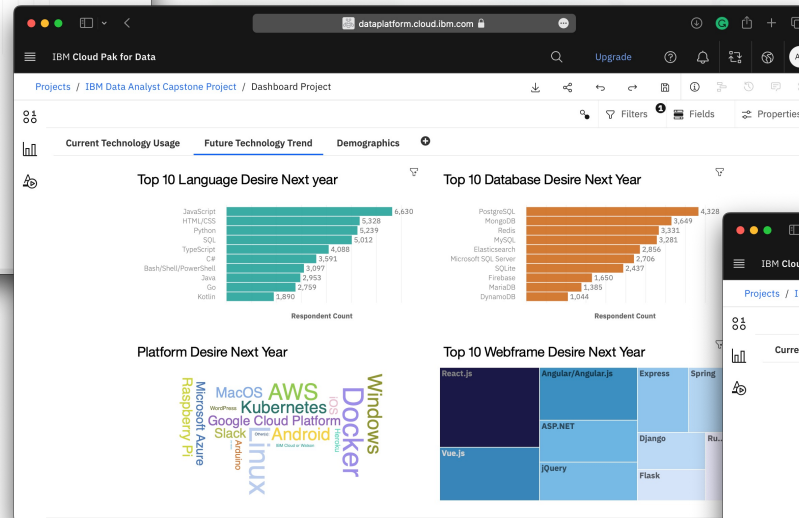 dataplatform.cloud.ibm.com
IBM Cloud Pak for Data
Upgrade
Projects / IBM Data Analyst Capstone Project / Dashboard Project
Filters 1 Fields Properties
Current Technology Usage Future Technology Trend Demographics
Top 10 Language Desire Next year
JavaScript 6,630
HTML/CSS 5,328
Python 5,239
SQL 5,012
TypeScript 4,088
C# 3,591
Bash/Shell/PowerShell 3,097
Java 2,953
Go 2,759
Kotlin 1,890
Respondent Count
Top 10 Database Desire Next Year
PostgreSQL 4,328
MongoDB 3,649
Redis 3,331
MySQL 3,281
Elasticsearch 2,856
Microsoft SQL Server 2,706
SQLite 2,437
Firebase 1,650
MariaDB 1,385
DynamoDB 1,044
Respondent Count
Platform Desire Next Year
Raspberry Pi
Microsoft Azure
MacOS
AWS
WordPress
Kubernetes
iOS
Google Cloud Platform
Slack
Android
Linux
Arduino
IBM Cloud or Watson
Heroku
Docker
Windows
Top 10 Webframe Desire Next Year
React.js
Angular/Angular.js
Express
Spring
ASP.NET
Vue.js
jQuery
Django
Ru...
Flask
IBM Clou
Projects / I
Curre